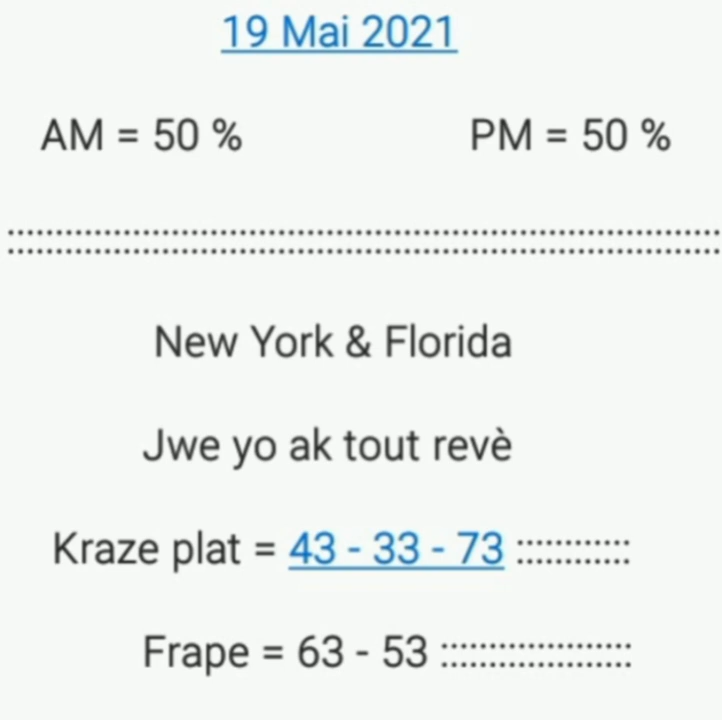 19 Mai 2021
AM = 50 % PM = 50 %
::::::::::::::::::::::::::::::::::::::::::::::::::::::::::::::::::::::::
New York & Florida
Jwe yo ak tout revè
Kraze plat = 43 - 33 - 73 ::::::::::::
Frape = 63 - 53 :::::::::::::::::::